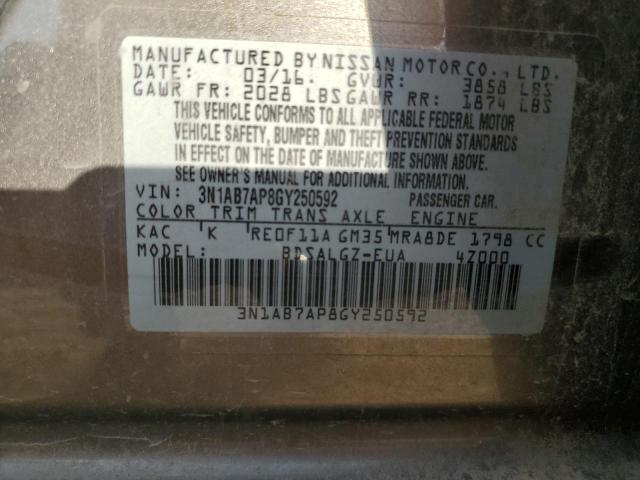 MANUFACTURED BY NISSAN MOTOR CO., LTD.
DATE: 03/16. GVWR: 3858 LBS
GAWR FR: 2028 LBS GAWR RR: 1874 LBS
THIS VEHICLE CONFORMS TO ALL APPLICABLE FEDERAL MOTOR
VEHICLE SAFETY, BUMPER AND THEFT PREVENTION STANDARDS
IN EFFECT ON THE DATE OF MANUFACTURE SHOWN ABOVE.
SEE OWNER'S MANUAL FOR ADDITIONAL INFORMATION.
VIN: 3N1AB7AP8GY250592 PASSENGER CAR.
COLOR TRIM TRANS AXLE ENGINE
KAC K RE0F11A GM35 MRA8DE 1798 CC
MODEL: BDSALGZ-EUA 4Z000
3N1AB7AP8GY250592